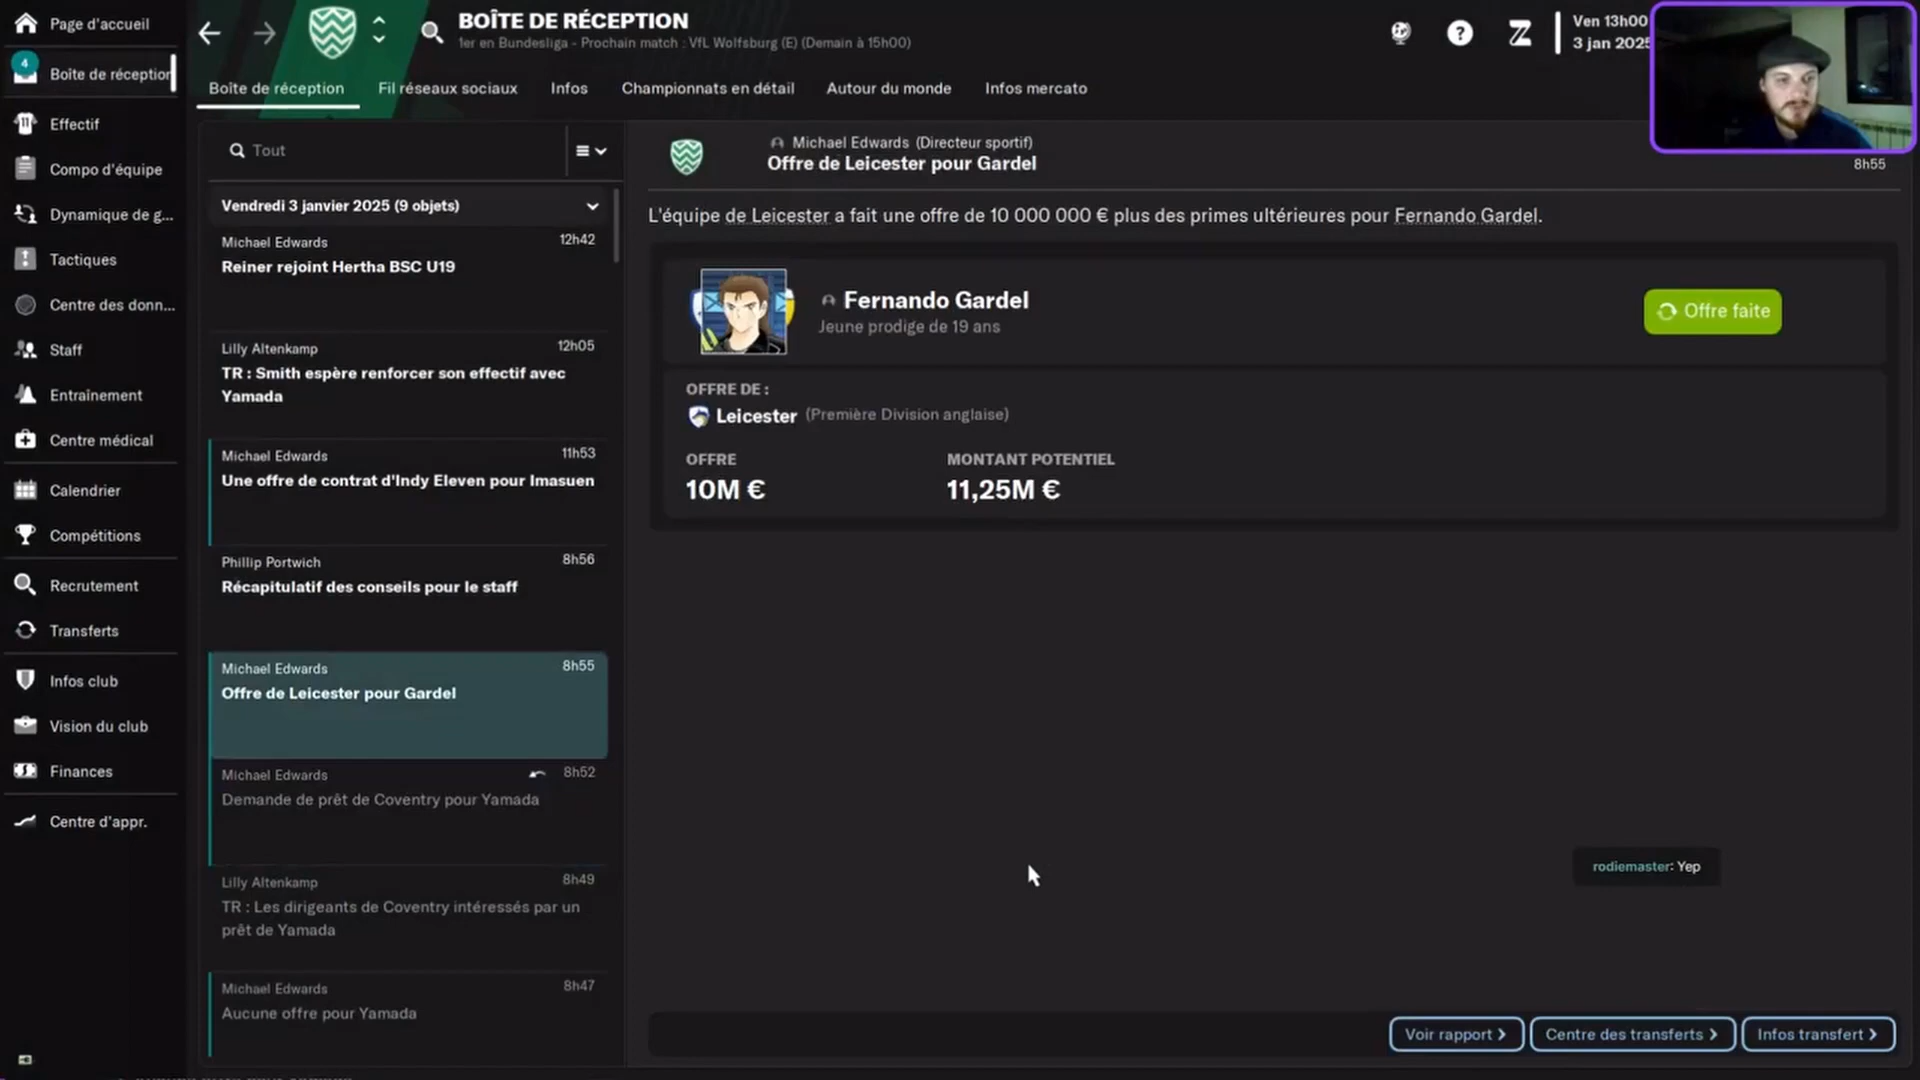 Page d'accueil
4
Boîte de réception
Effectif
Compo d'équipe
Dynamique de g...
Tactiques
Centre des donn...
Staff
Entraînement
Centre médical
Calendrier
Compétitions
Recrutement
Transferts
Infos club
Vision du club
Finances
Centre d'appr.
BOÎTE DE RÉCEPTION
1er en Bundesliga - Prochain match : VfL Wolfsburg (E) (Demain à 15h00)
Ven 13h00
3 jan 2025
Boîte de réception
Fil réseaux sociaux
Infos
Championnats en détail
Autour du monde
Infos mercato
Tout
Vendredi 3 janvier 2025 (9 objets)
Michael Edwards 12h42
Reiner rejoint Hertha BSC U19
Lilly Altenkamp 12h05
TR : Smith espère renforcer son effectif avec
Yamada
Michael Edwards 11h53
Une offre de contrat d'Indy Eleven pour Imasuen
Phillip Portwich 8h56
Récapitulatif des conseils pour le staff
Michael Edwards 8h55
Offre de Leicester pour Gardel
Michael Edwards 8h52
Demande de prêt de Coventry pour Yamada
Lilly Altenkamp 8h49
TR : Les dirigeants de Coventry intéressés par un
prêt de Yamada
Michael Edwards 8h47
Aucune offre pour Yamada
Michael Edwards (Directeur sportif)
Offre de Leicester pour Gardel
8h55
L'équipe de Leicester a fait une offre de 10 000 000 € plus des primes ultérieures pour Fernando Gardel.
Fernando Gardel
Jeune prodige de 19 ans
Offre faite
OFFRE DE :
Leicester (Première Division anglaise)
OFFRE
MONTANT POTENTIEL
10M €
11,25M €
rodiemaster: Yep
Voir rapport
Centre des transferts
Infos transfert